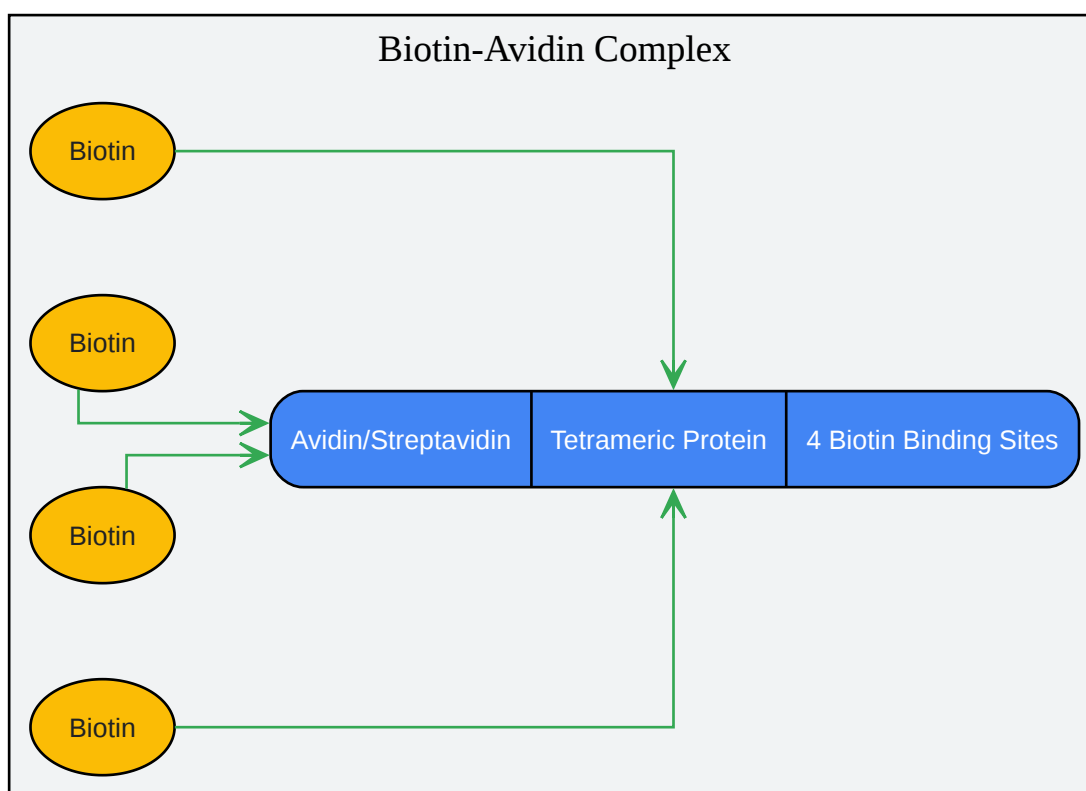 Biotin-Avidin Complex
Biotin
Biotin
Avidin/Streptavidin
Tetrameric Protein
4 Biotin Binding Sites
Biotin
Biotin